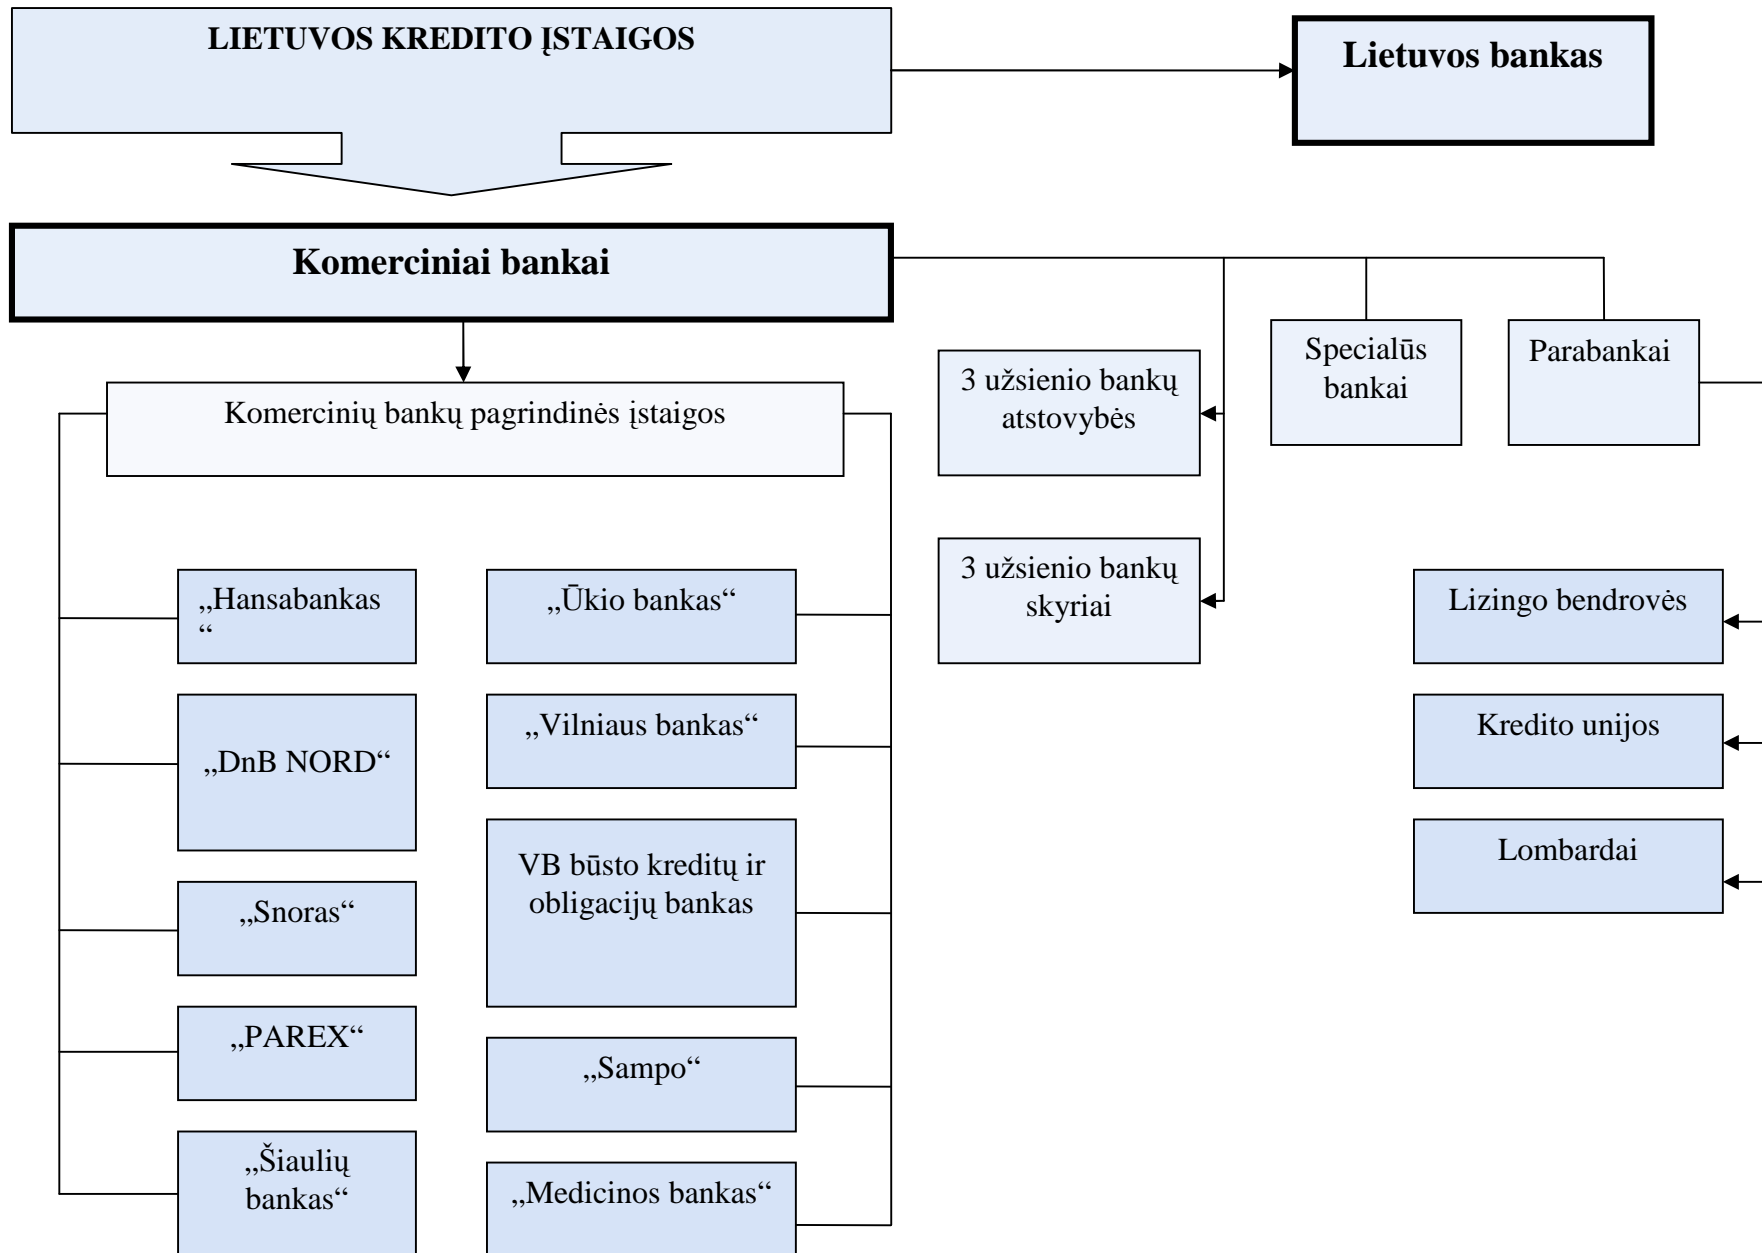 LIETUVOS KREDITO ĮSTAIGOS
Lietuvos bankas
Komerciniai bankai
Komercinių bankų pagrindinės įstaigos
3 užsienio bankų
atstovybės
Specialūs
bankai
Parabankai
3 užsienio bankų
skyriai
„Hansabankas
“
„Ūkio bankas“
Lizingo bendrovės
„DnB NORD“
„Vilniaus bankas“
Kredito unijos
VB būsto kreditų ir
obligacijų bankas
Lombardai
„Snoras“
„PAREX“
„Sampo“
„Šiaulių
bankas“
„Medicinos bankas“